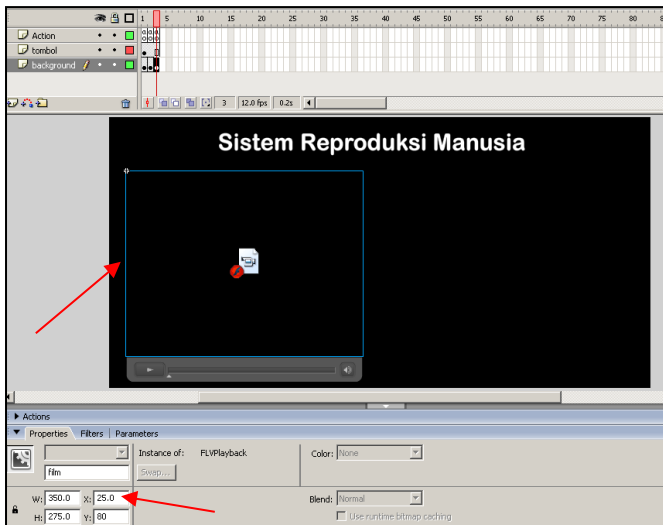 1 5 10 15 20 25 30 35 40 45 50 55 60 65 70 75 80
Action
tombol
background
3 12.0 fps 0.2s
Sistem Reproduksi Manusia
Actions
Properties Filters Parameters
Instance of: FLVPlayback Color: None
film Swap...
W: 350.0 X: 25.0 Blend: Normal
H: 275.0 Y: 80 Use runtime bitmap caching